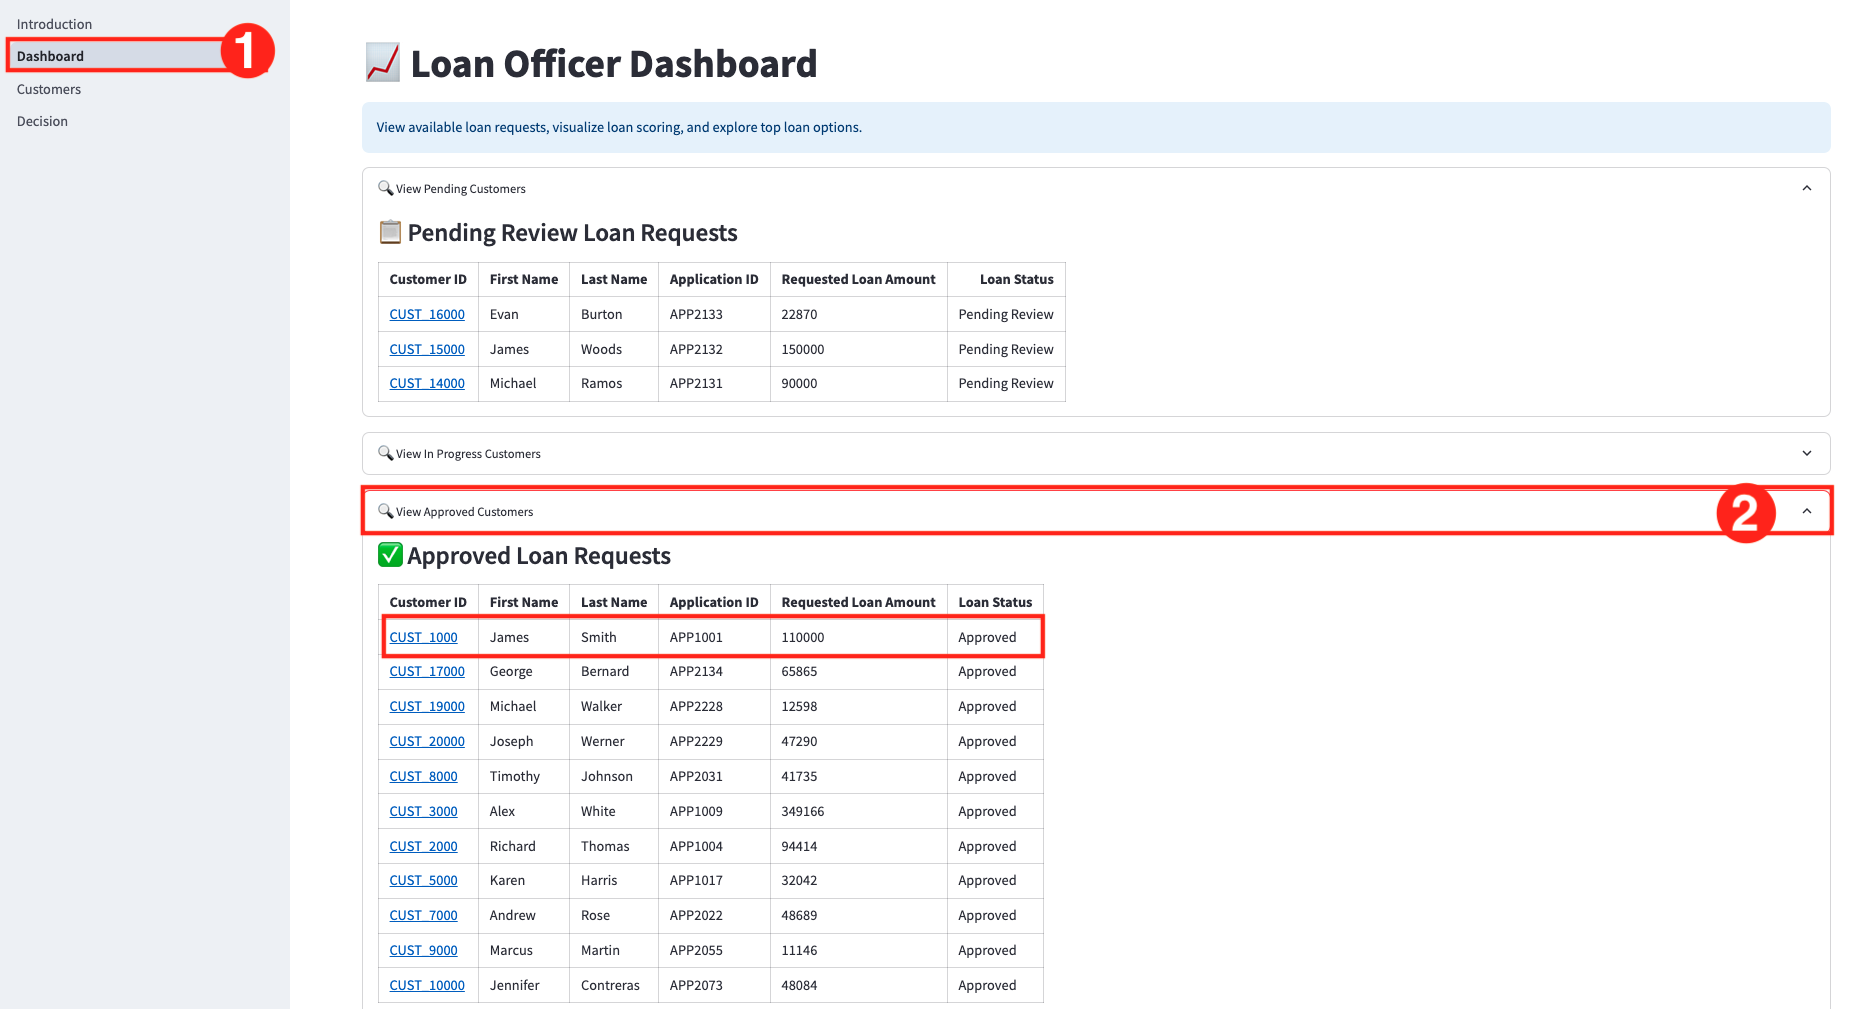 Introduction
1
Dashboard
Customers
Decision
Loan Officer Dashboard
View available loan requests, visualize loan scoring, and explore top loan options.
View Pending Customers
Pending Review Loan Requests
Customer ID First Name Last Name Application ID Requested Loan Amount Loan Status
CUST_16000 Evan Burton APP2133 22870 Pending Review
CUST_15000 James Woods APP2132 150000 Pending Review
CUST_14000 Michael Ramos APP2131 90000 Pending Review
View In Progress Customers
View Approved Customers 2
Approved Loan Requests
Customer ID First Name Last Name Application ID Requested Loan Amount Loan Status
CUST_1000 James Smith APP1001 110000 Approved
CUST_17000 George Bernard APP2134 65865 Approved
CUST_19000 Michael Walker APP2228 12598 Approved
CUST_20000 Joseph Werner APP2229 47290 Approved
CUST_8000 Timothy Johnson APP2031 41735 Approved
CUST_3000 Alex White APP1009 349166 Approved
CUST_2000 Richard Thomas APP1004 94414 Approved
CUST_5000 Karen Harris APP1017 32042 Approved
CUST_7000 Andrew Rose APP2022 48689 Approved
CUST_9000 Marcus Martin APP2055 11146 Approved
CUST_10000 Jennifer Contreras APP2073 48084 Approved